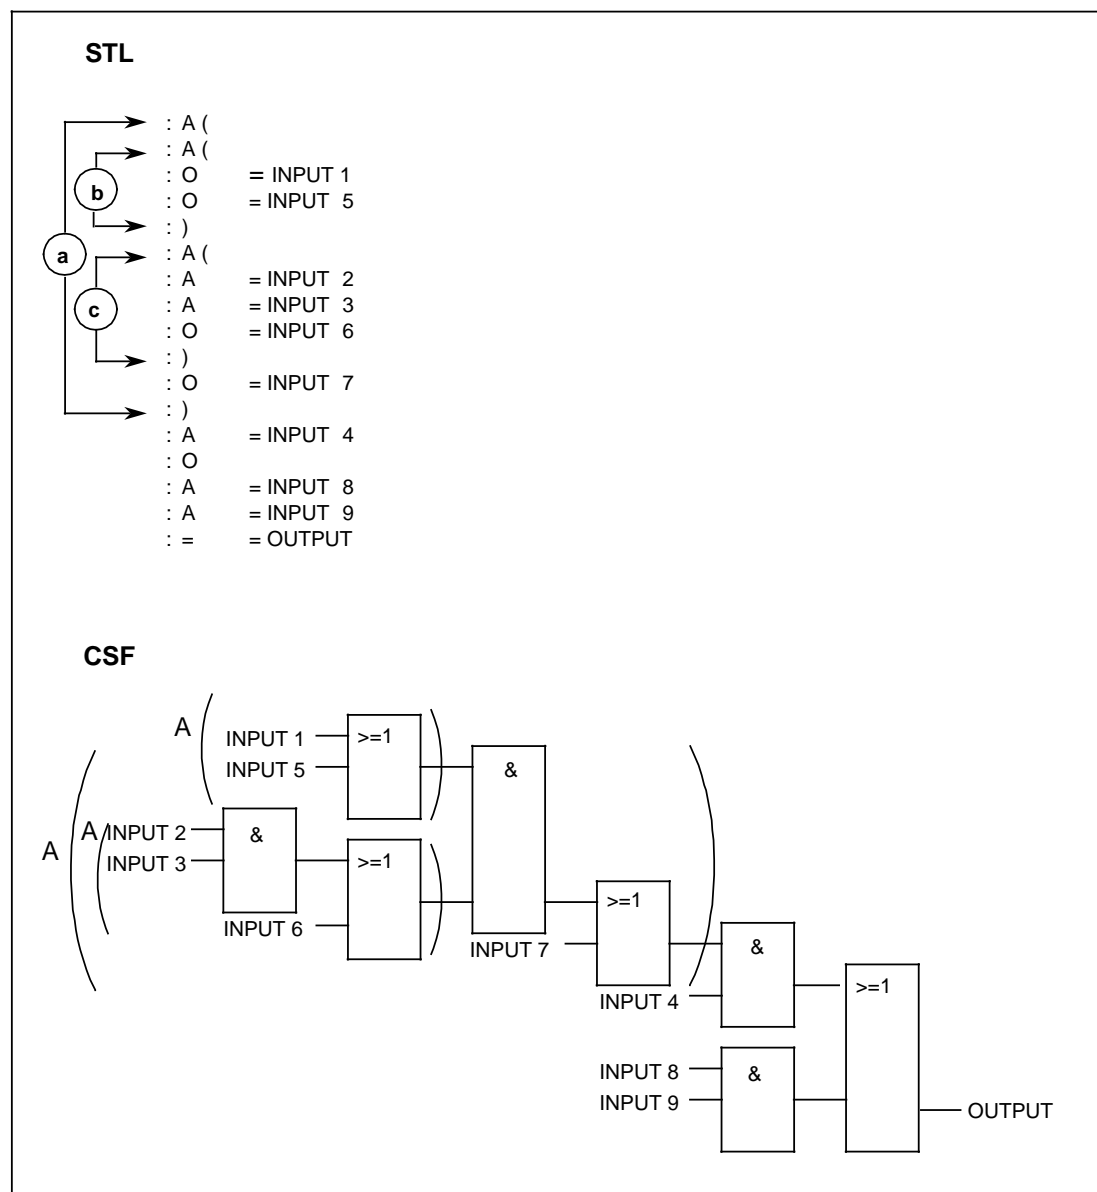 STL
: A (
: A (
: O = INPUT 1
b
: O = INPUT 5
: )
a
: A (
: A = INPUT 2
c
: A = INPUT 3
: O = INPUT 6
: )
: O = INPUT 7
: )
: A = INPUT 4
: O
: A = INPUT 8
: A = INPUT 9
: = = OUTPUT
CSF
A (
INPUT 1 >=1 )
INPUT 5 &
A ( A ( INPUT 2 & )
INPUT 3 >=1 )
>=1
INPUT 6
INPUT 7 &
INPUT 4 >=1
INPUT 8 &
INPUT 9
OUTPUT